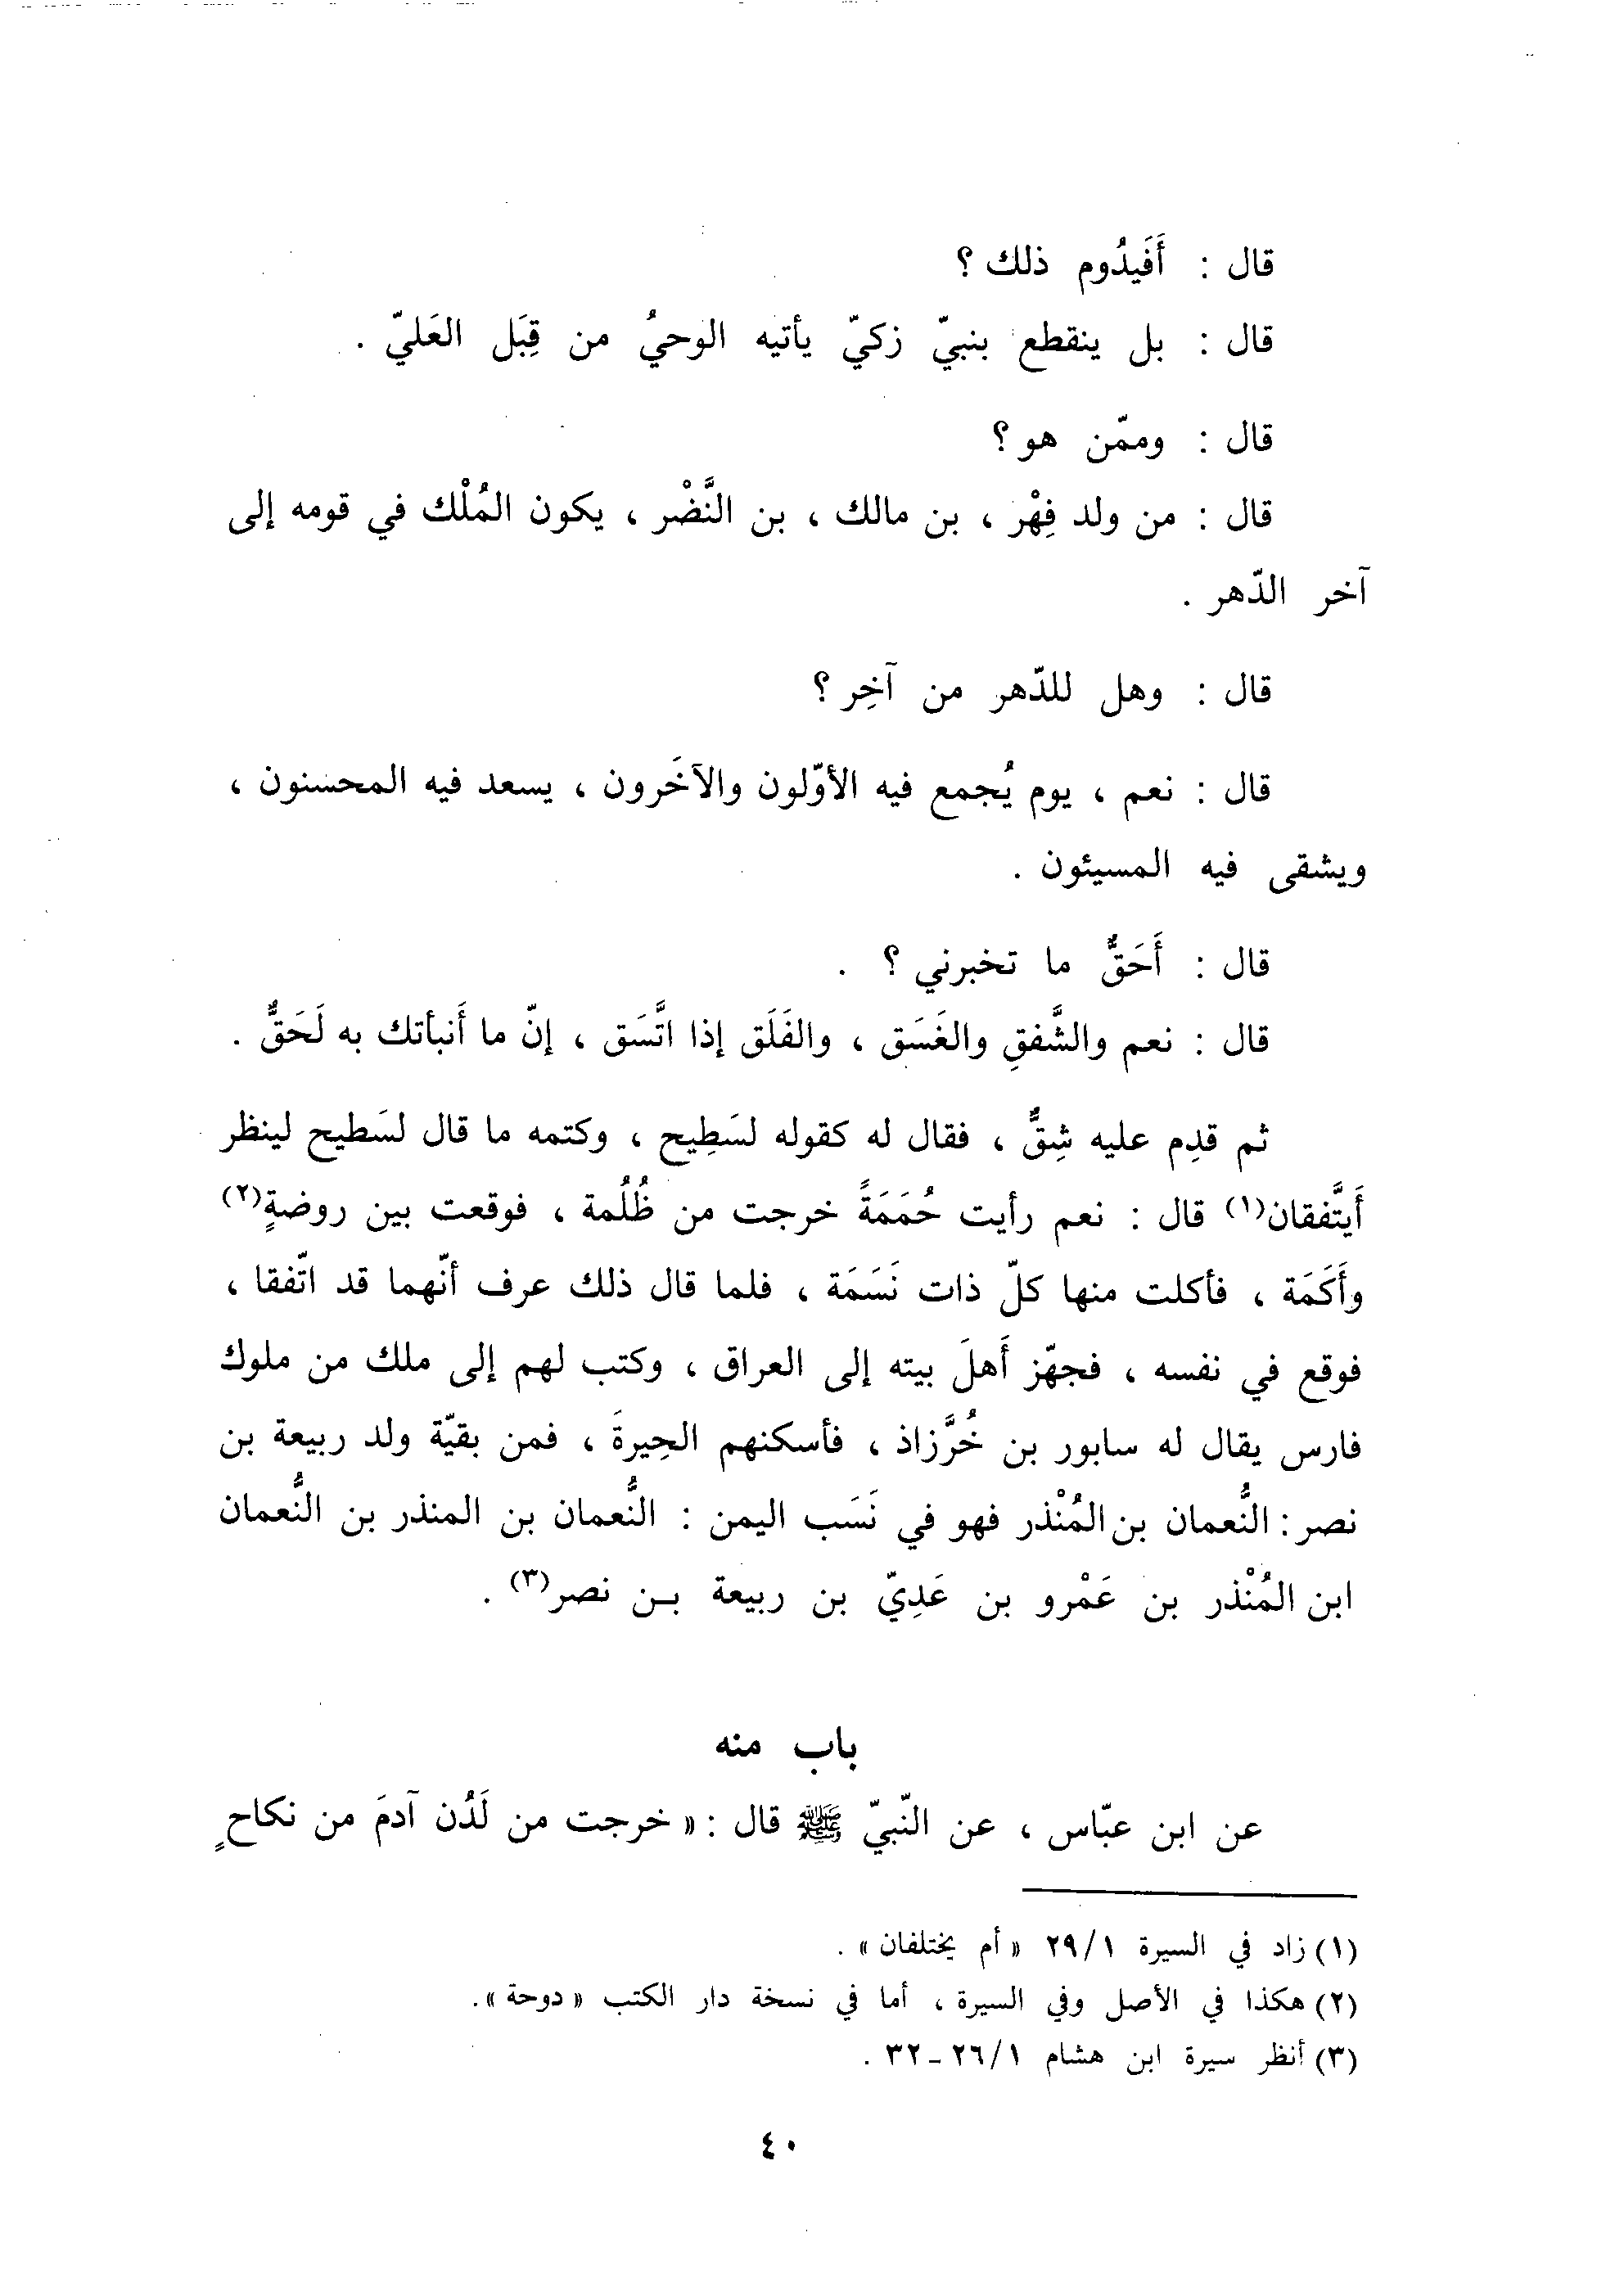 قال : أَفَيدُوم ذلك ؟
قال : بل ينقطع بنبيّ زكيّ يأتيه الوحيُ من قِبَل العَليّ .
قال : وممّن هو ؟
قال : من ولد فِهْر ، بن مالك ، بن النَّضْر ، يكون المُلْك في قومه إلى
آخر الدّهر .
قال : وهل للدّهر من آخِر ؟
قال : نعم ، يوم يُجمع فيه الأوّلون والآخَرون ، يسعد فيه المحسنون ،
ويشقى فيه المسيئون .
قال : أَحَقٌّ ما تخبرني ؟ .
قال : نعم والشَّفقِ والغَسَق ، والفَلَق إذا اتَّسَق ، إنّ ما أَنبأتك به لَحَقٌّ .
ثم قدِم عليه شِقٌّ ، فقال له كقوله لسَطِيح ، وكتمه ما قال لسَطيح لينظر
أَيتَّفقان(١) قال : نعم رأيت حُمَمَةً خرجت من ظُلُمة ، فوقعت بين روضةٍ(٢)
وأَكَمَة ، فأكلت منها كلّ ذات نَسَمَة ، فلما قال ذلك عرف أنّهما قد اتّفقا ،
فوقع في نفسه ، فجهّز أَهلَ بيته إلى العراق ، وكتب لهم إلى ملك من ملوك
فارس يقال له سابور بن خُرَّزاذ ، فأسكنهم الحِيرةَ ، فمن بقيّة ولد ربيعة بن
نصر : النُّعمان بن المُنْذر فهو في نَسَب اليمن : النُّعمان بن المنذر بن النُّعمان
ابن المُنْذر بن عَمْرو بن عَدِيّ بن ربيعة بـن نصر(٣) .
باب منه
عن ابن عبّاس ، عن النّبيّ ﷺ قال : « خرجت من لَدُن آدمَ من نكاحٍ
(١) زاد في السيرة ٢٩/١ « أم يختلفان » .
(٢) هكذا في الأصل وفي السيرة ، أما في نسخة دار الكتب « دوحة » .
(٣) أنظر سيرة ابن هشام ٢٦/١ - ٣٢ .
٤٠